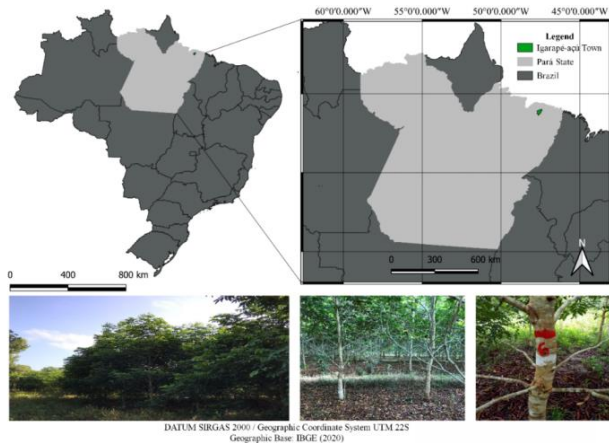 60°0'0.000"W 55°0'0.000"W 50°0'0.000"W 45°0'0.000"W
Legend
Igarapé-açú Town
Pará State
Brazil
N
0 400 800 km
0 300 600 km
6
DATUM SIRGAS 2000 / Geographic Coordinate System UTM 22S
Geographic Base: IBGE (2020)